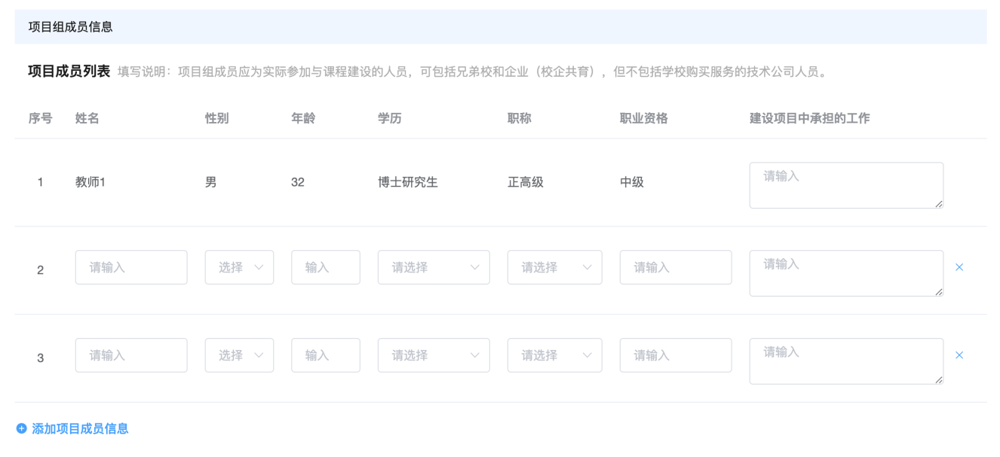 项目组成员信息
项目成员列表 填写说明：项目组成员应为实际参加与课程建设的人员，可包括兄弟校和企业（校企共育），但不包括学校购买服务的技术公司人员。
序号 姓名 性别 年龄 学历 职称 职业资格 建设项目中承担的工作
1 教师1 男 32 博士研究生 正高级 中级 请输入
2 请输入 选择 输入 请选择 请选择 请输入 请输入
3 请输入 选择 输入 请选择 请选择 请输入 请输入
添加项目成员信息